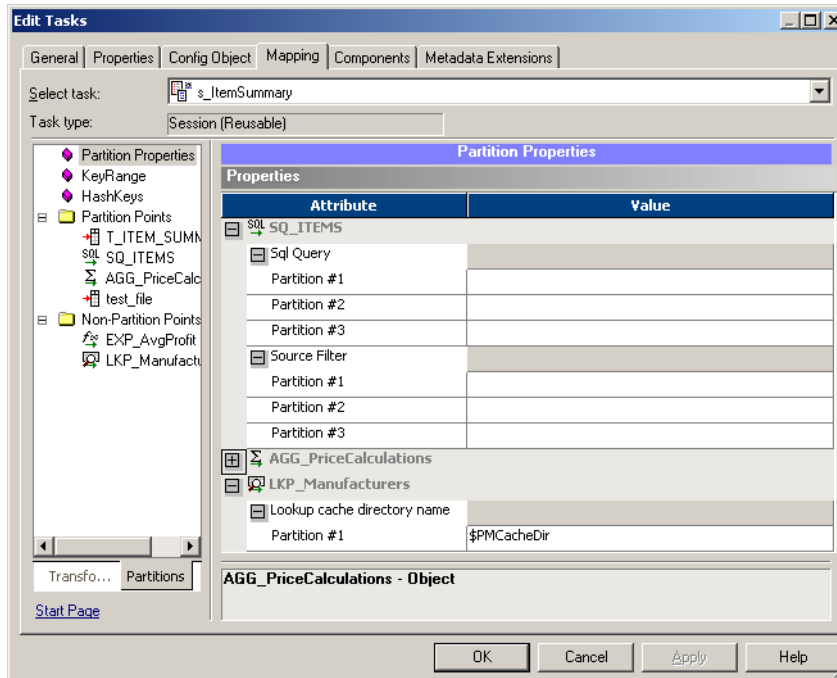 Edit Tasks
General Properties Config Object Mapping Components Metadata Extensions
Select task: s_ItemSummary
Task type: Session (Reusable)
Partition Properties
KeyRange
HashKeys
Partition Points
T_ITEM_SUMM
SQL SQ_ITEMS
AGG_PriceCalc
test_file
Non-Partition Points
EXP_AvgProfit
LKP_Manufactu
Transfo... Partitions
Start Page
Partition Properties
Properties
Attribute Value
SQL SQ_ITEMS
Sql Query
Partition #1
Partition #2
Partition #3
Source Filter
Partition #1
Partition #2
Partition #3
AGG_PriceCalculations
LKP_Manufacturers
Lookup cache directory name
Partition #1 $PMCacheDir
AGG_PriceCalculations - Object
OK Cancel Apply Help